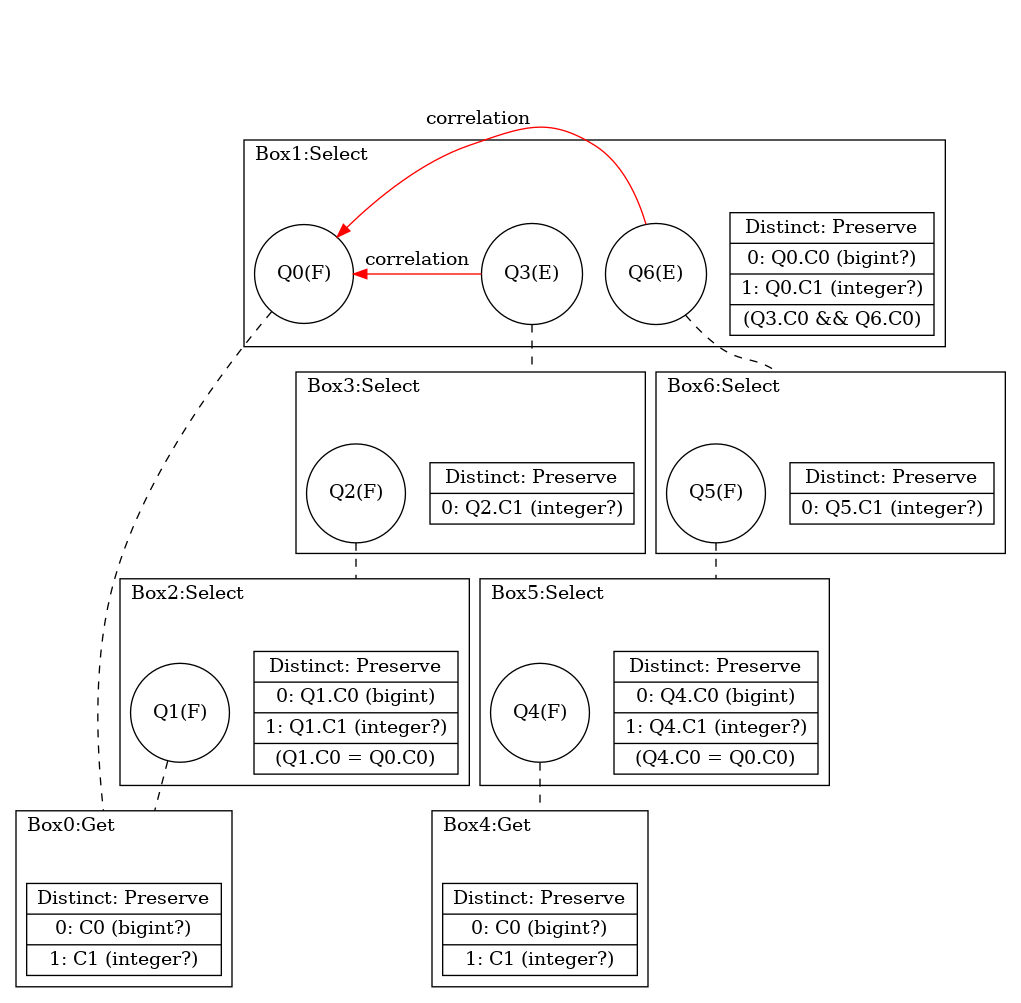 correlation
Box1:Select
Q0(F)
correlation
Q3(E)
Q6(E)
Distinct: Preserve
0: Q0.C0 (bigint?)
1: Q0.C1 (integer?)
(Q3.C0 && Q6.C0)
Box3:Select
Q2(F)
Distinct: Preserve
0: Q2.C1 (integer?)
Box6:Select
Q5(F)
Distinct: Preserve
0: Q5.C1 (integer?)
Box2:Select
Q1(F)
Distinct: Preserve
0: Q1.C0 (bigint)
1: Q1.C1 (integer?)
(Q1.C0 = Q0.C0)
Box5:Select
Q4(F)
Distinct: Preserve
0: Q4.C0 (bigint)
1: Q4.C1 (integer?)
(Q4.C0 = Q0.C0)
Box0:Get
Distinct: Preserve
0: C0 (bigint?)
1: C1 (integer?)
Box4:Get
Distinct: Preserve
0: C0 (bigint?)
1: C1 (integer?)